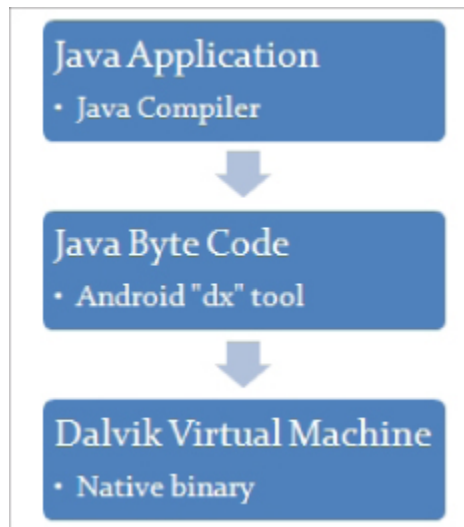 Java Application
• Java Compiler
Java Byte Code
• Android "dx" tool
Dalvik Virtual Machine
• Native binary